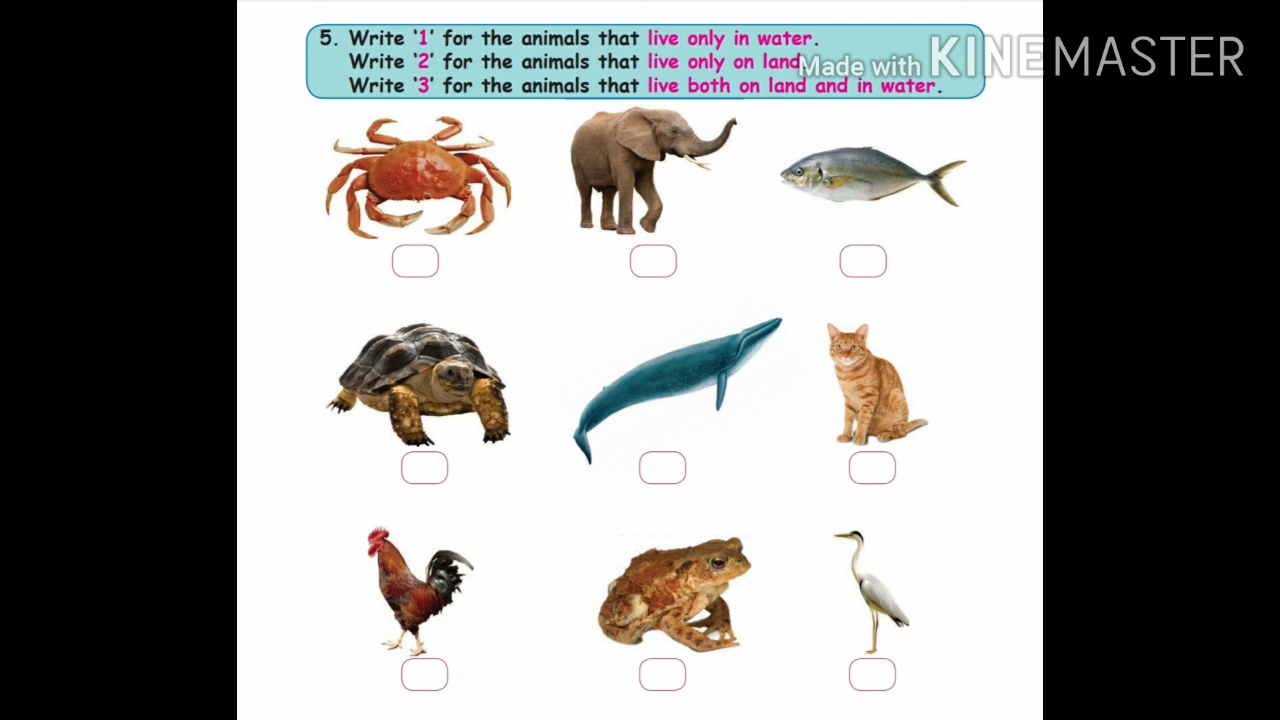 5. Write ‘1’ for the animals that live only in water.
Write ‘2’ for the animals that live only on land
Made with KINEMASTER
Write ‘3’ for the animals that live both on land and in water.